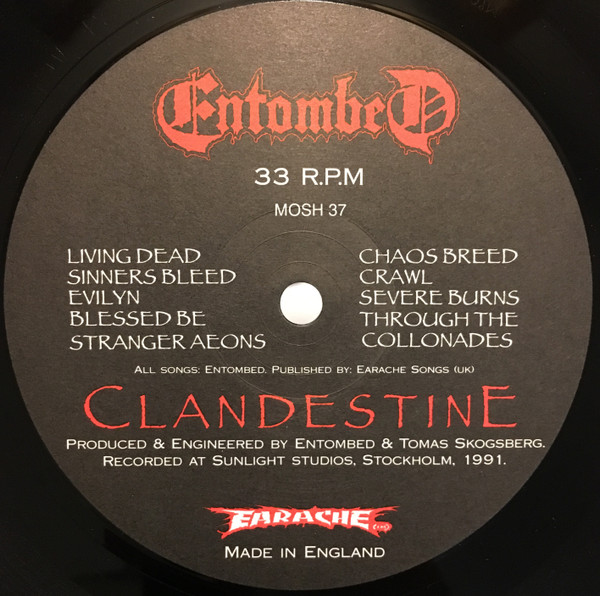 Entombed
33 R.P.M
MOSH 37
LIVING DEAD
SINNERS BLEED
EVILYN
BLESSED BE
STRANGER AEONS
CHAOS BREED
CRAWL
SEVERE BURNS
THROUGH THE
COLLONADES
ALL SONGS: ENTOMBED. PUBLISHED BY: EARACHE SONGS (UK)
CLANDESTINE
PRODUCED & ENGINEERED BY ENTOMBED & TOMAS SKOGSBERG.
RECORDED AT SUNLIGHT STUDIOS, STOCKHOLM, 1991.
EARACHE
MADE IN ENGLAND